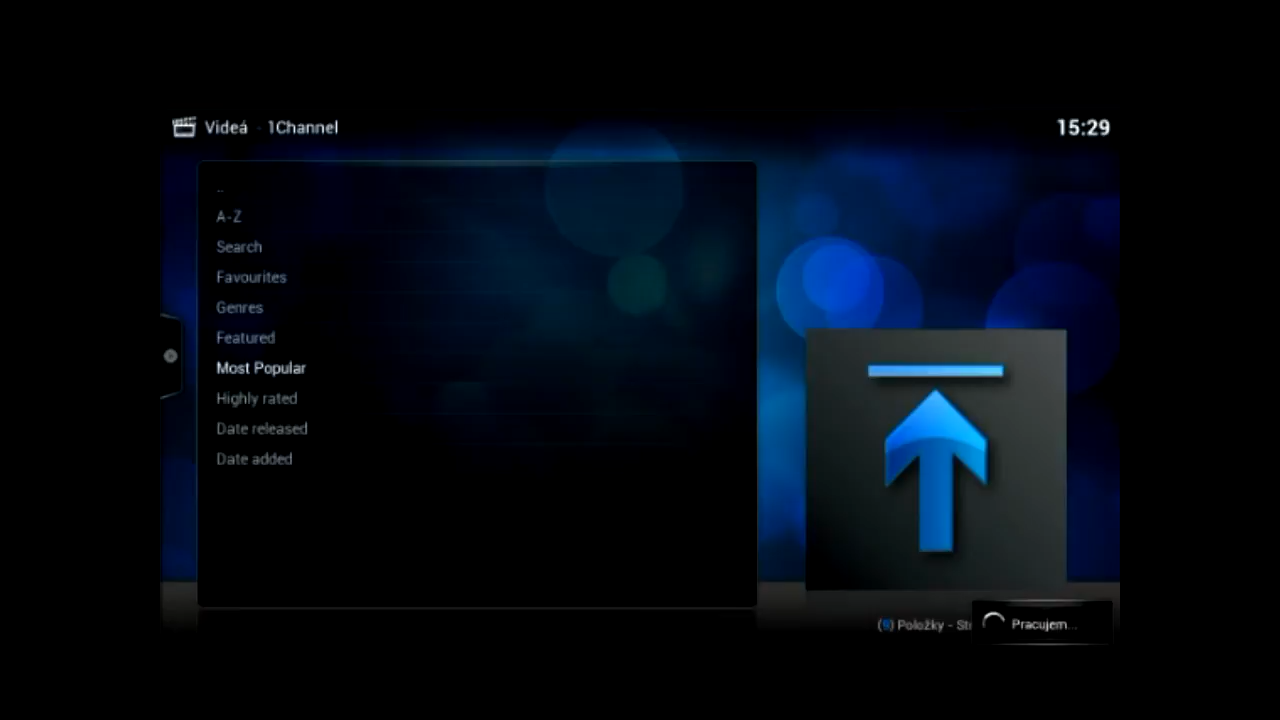 Videá - 1Channel
15:29
..
A-Z
Search
Favourites
Genres
Featured
Most Popular
Highly rated
Date released
Date added
(9) Položky -
Pracujem...